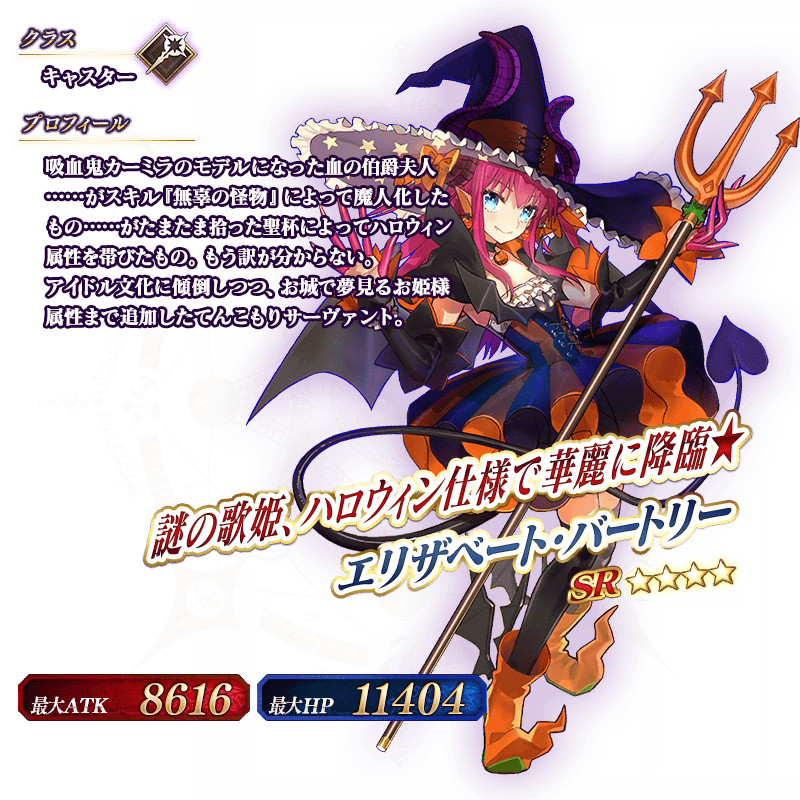 クラス
キャスター
プロフィール
吸血鬼カーミラのモデルになった血の伯爵夫人
……がスキル『無辜の怪物』によって魔人化した
もの……がたまたま拾った聖杯によってハロウィン
属性を帯びたもの。もう訳が分からない。
アイドル文化に傾倒しつつ、お城で夢見るお姫様
属性まで追加したてんこもりサーヴァント。
謎の歌姫、ハロウィン仕様で華麗に降臨★
エリザベート・バートリー
SR ☆☆☆☆
最大ATK 8616
最大HP 11404